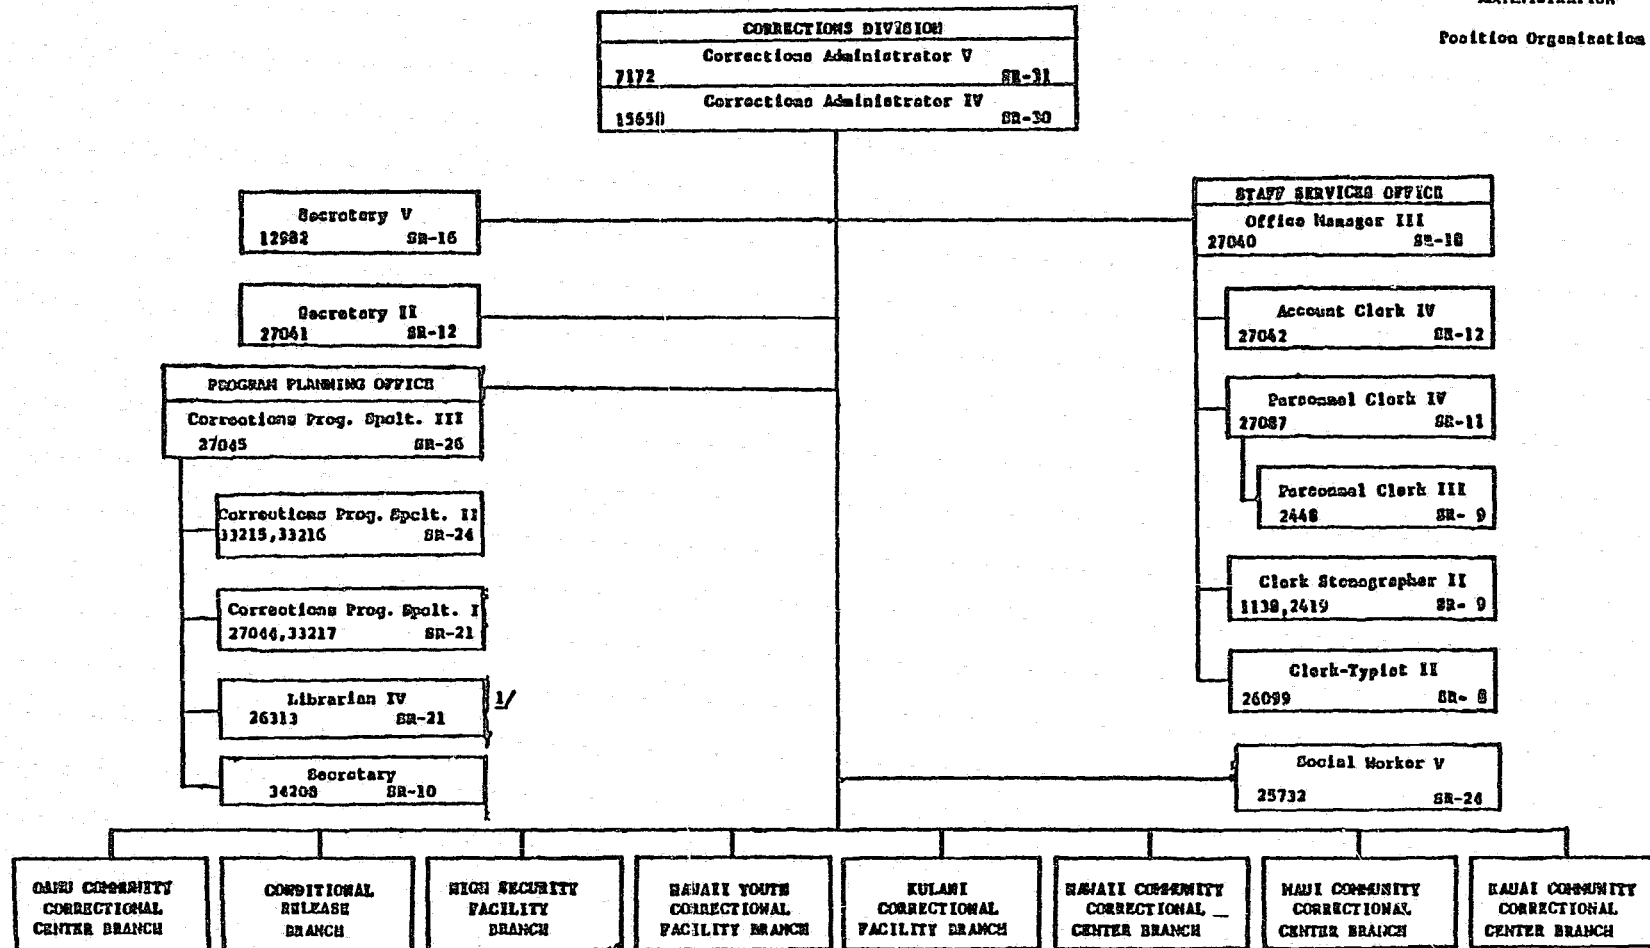 Position Organization
CORRECTIONS DIVISION
Corrections Administrator V
7172 SR-31
Corrections Administrator IV
15650 SR-30
Secretary V
12982 SR-16
Secretary II
27041 SR-12
PROGRAM PLANNING OFFICE
Corrections Prog. Spclt. III
27045 SR-26
Corrections Prog. Spclt. II
33215,33216 SR-24
Corrections Prog. Spclt. I
27044,33217 SR-21
Librarian IV 1/
26313 SR-21
Secretary
34208 SR-10
STAFF SERVICES OFFICE
Office Manager III
27040 SR-18
Account Clerk IV
27042 SR-12
Personnel Clerk IV
27087 SR-11
Personnel Clerk III
2448 SR- 9
Clerk Stenographer II
1138,2419 SR- 9
Clerk-Typist II
26099 SR- 8
Social Worker V
25732 SR-24
OAHU COMMUNITY
CORRECTIONAL
CENTER BRANCH
CONDITIONAL
RELEASE
BRANCH
HIGH SECURITY
FACILITY
BRANCH
HAWAII YOUTH
CORRECTIONAL
FACILITY BRANCH
KULANI
CORRECTIONAL
FACILITY BRANCH
HAWAII COMMUNITY
CORRECTIONAL
CENTER BRANCH
MAUI COMMUNITY
CORRECTIONAL
CENTER BRANCH
KAUAI COMMUNITY
CORRECTIONAL
CENTER BRANCH